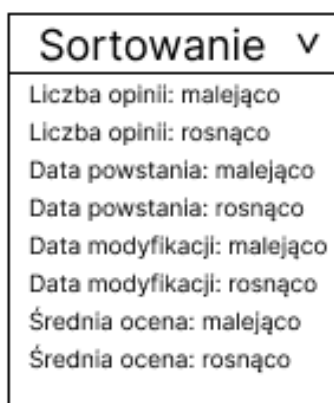 Sortowanie
Liczba opinii: malejąco
Liczba opinii: rosnąco
Data powstania: malejąco
Data powstania: rosnąco
Data modyfikacji: malejąco
Data modyfikacji: rosnąco
Średnia ocena: malejąco
Średnia ocena: rosnąco